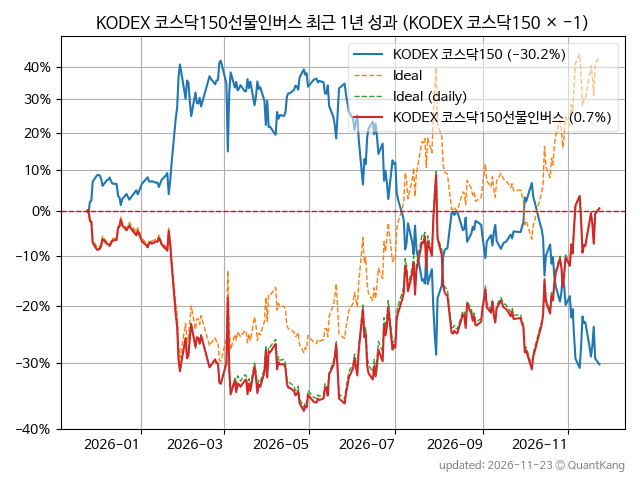 KODEX 코스닥150선물인버스 최근 1년 성과 (KODEX 코스닥150 × −1)
KODEX 코스닥150 (−30.2%)
Ideal
Ideal (daily)
KODEX 코스닥150선물인버스 (0.7%)
40%
30%
20%
10%
0%
−10%
−20%
−30%
−40%
2026-01
2026-03
2026-05
2026-07
2026-09
2026-11
updated: 2026-11-23 © QuantKang